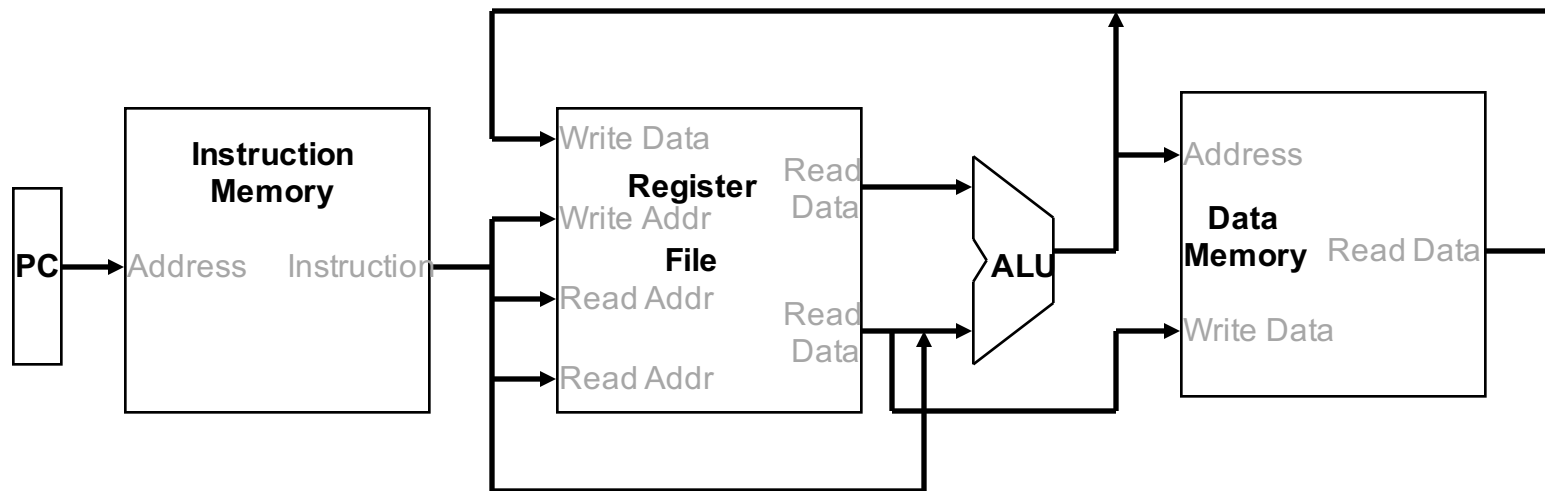 PC
Instruction
Memory
Address
Instruction
Write Data
Register
Write Addr
File
Read Addr
Read Addr
Read
Data
Read
Data
ALU
Address
Data
Memory
Read Data
Write Data